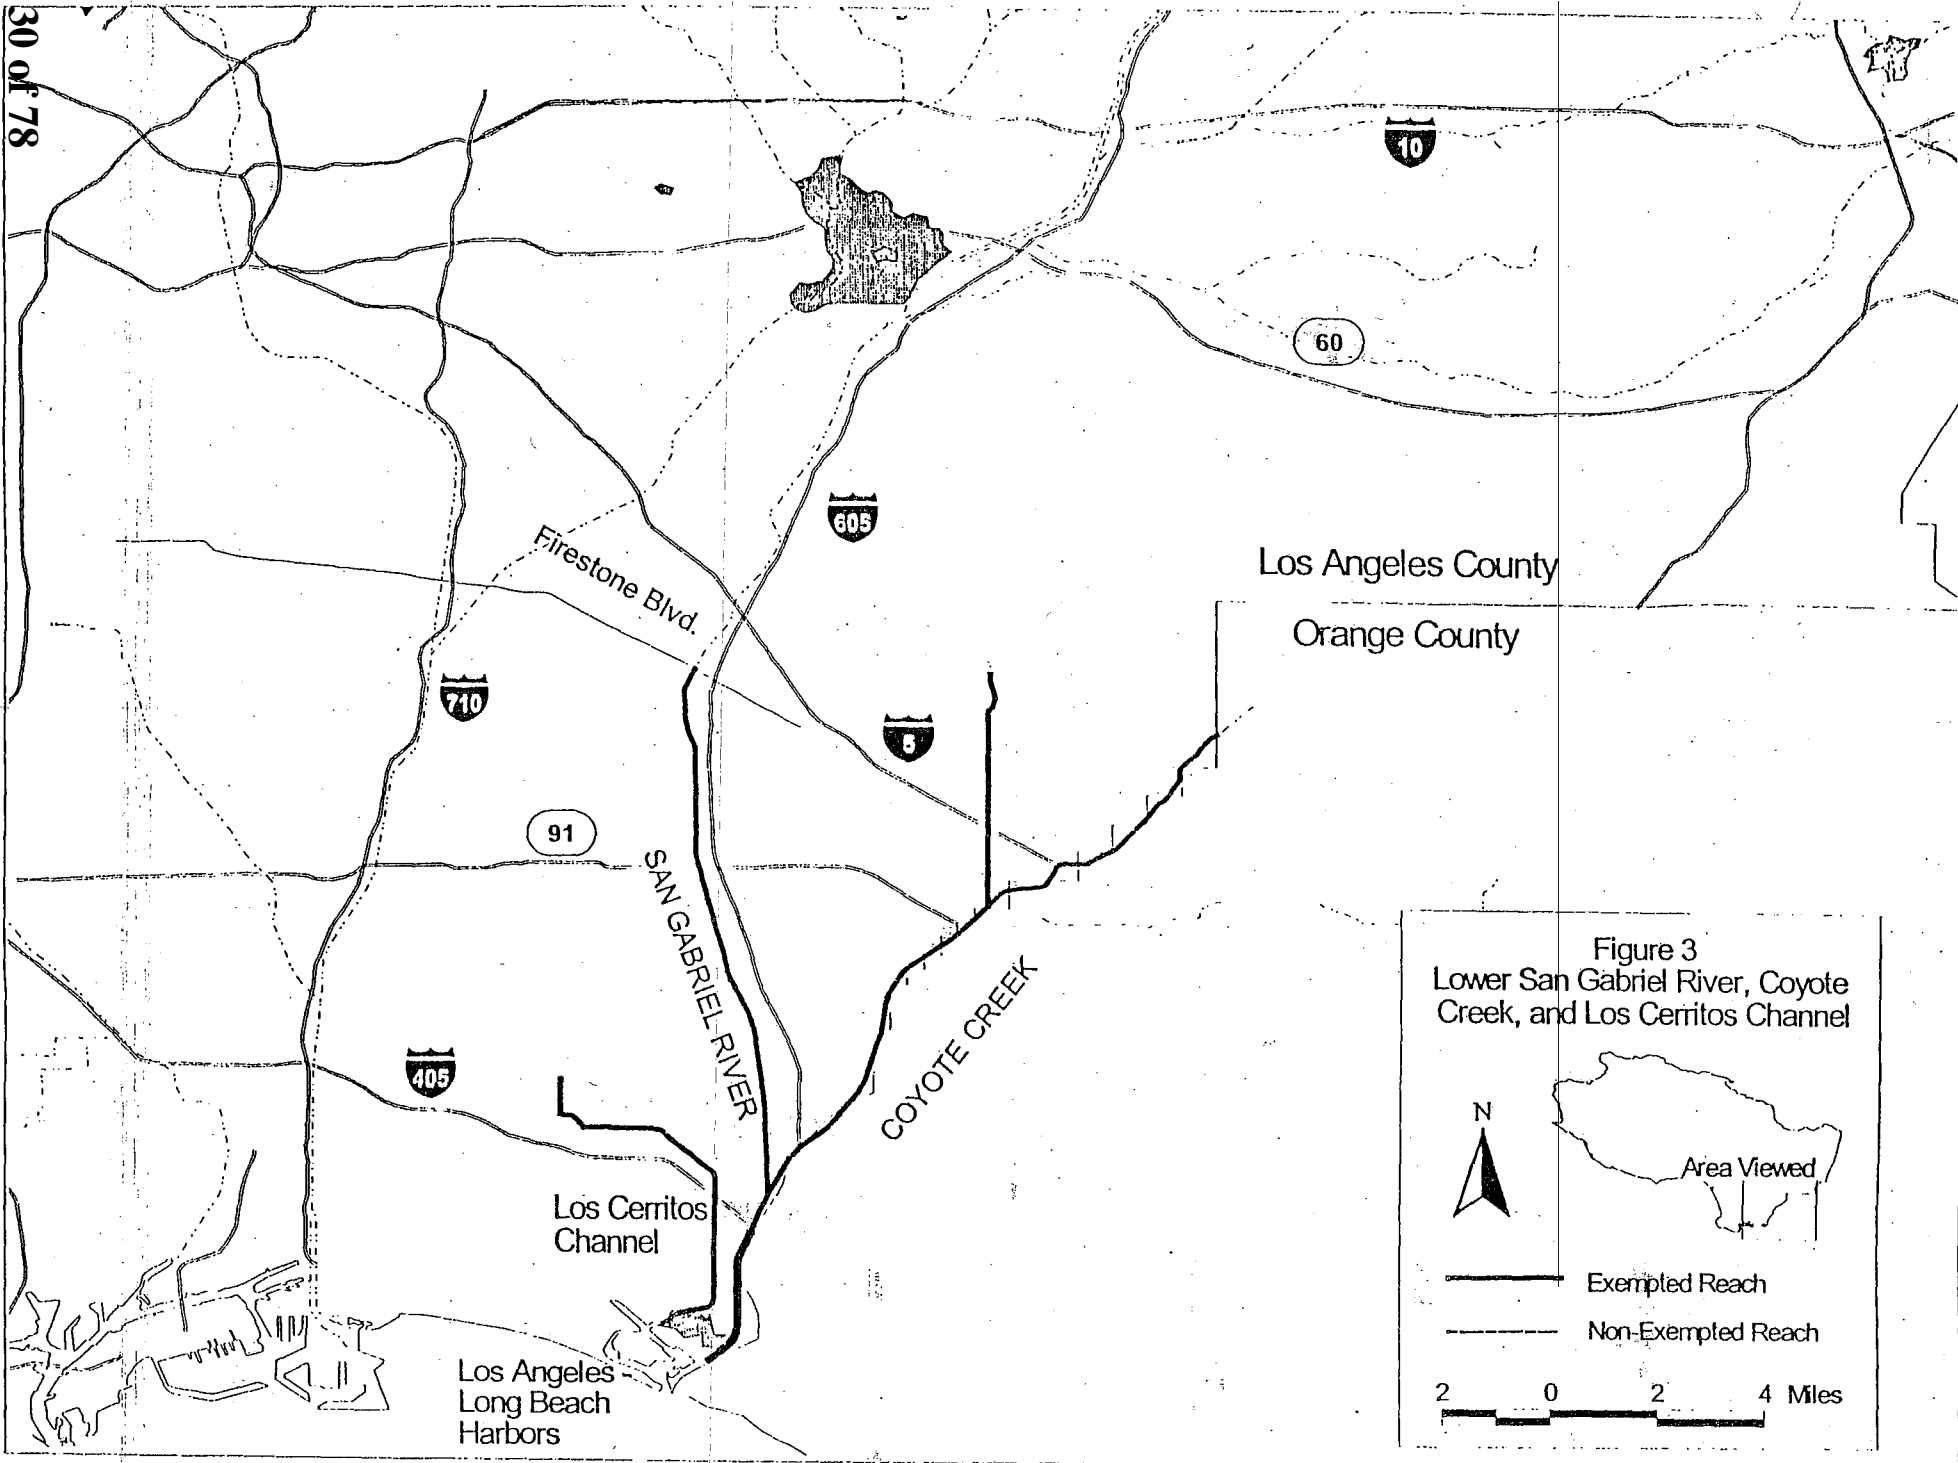 30 of 78
10
60
605
Firestone Blvd.
Los Angeles County
Orange County
710
5
91
SAN GABRIEL RIVER
COYOTE CREEK
405
Los Cerritos
Channel
Los Angeles -
Long Beach
Harbors
Figure 3
Lower San Gabriel River, Coyote
Creek, and Los Cerritos Channel
N
Area Viewed
Exempted Reach
Non-Exempted Reach
2 0 2 4 Miles